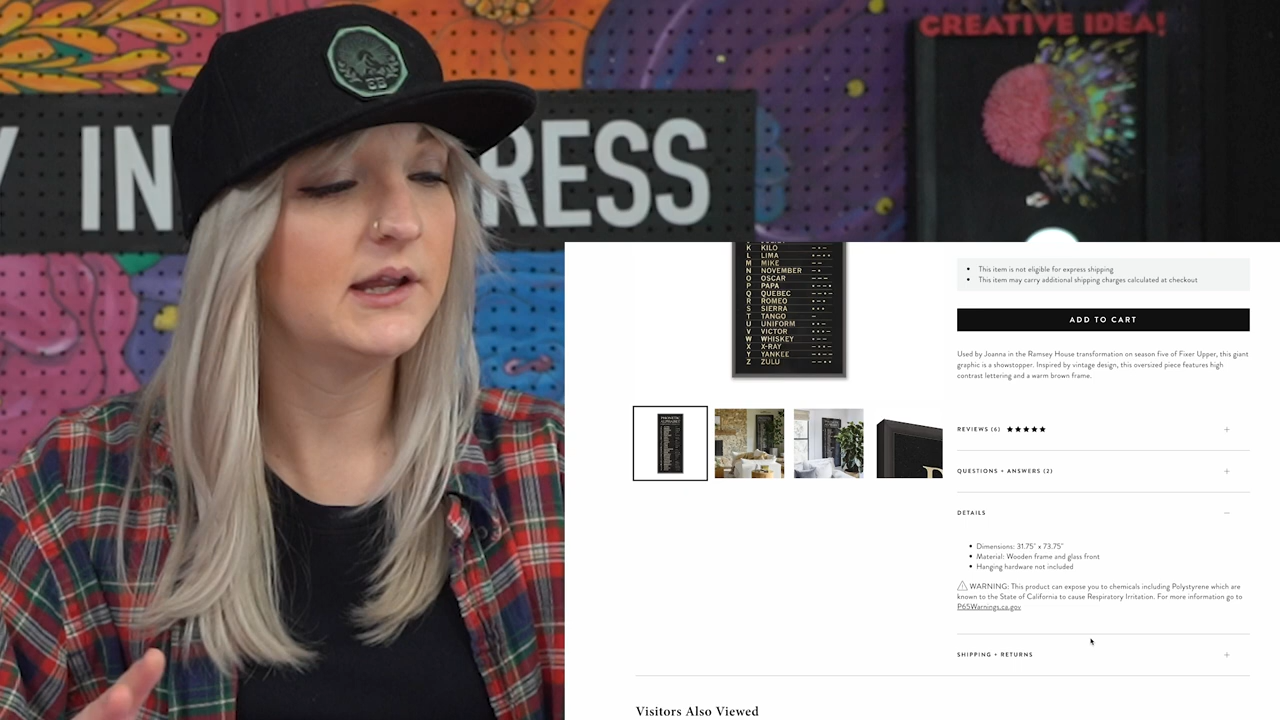 CREATIVE IDEA!
IN
RESS
K KILO
L LIMA
M MIKE
N NOVEMBER
O OSCAR
P PAPA
Q QUEBEC
R ROMEO
S SIERRA
T TANGO
U UNIFORM
V VICTOR
W WHISKEY
X X-RAY
Y YANKEE
Z ZULU
This item is not eligible for express shipping
This item may carry additional shipping charges calculated at checkout
ADD TO CART
Used by Joanna in the Ramsey House transformation on season five of Fixer Upper, this giant
graphic is a showstopper. Inspired by vintage design, this oversized piece features high
contrast lettering and a warm brown frame.
REVIEWS (6) ★★★★★
QUESTIONS + ANSWERS (2)
DETAILS
Dimensions: 31.75" x 73.75"
Material: Wooden frame and glass front
Hanging hardware not included
WARNING: This product can expose you to chemicals including Polystyrene which are
known to the State of California to cause Respiratory Irritation. For more information go to
P65Warnings.ca.gov
SHIPPING + RETURNS
Visitors Also Viewed